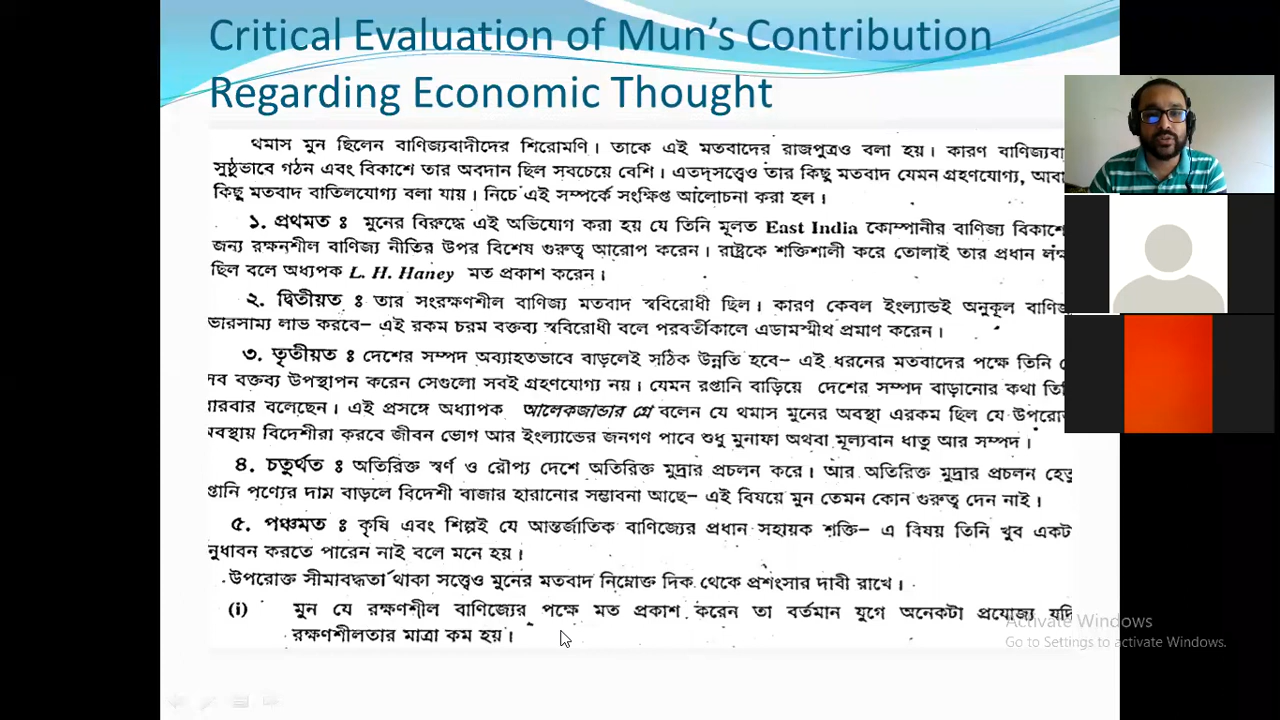 Critical Evaluation of Mun's Contribution
Regarding Economic Thought
থমাস মুন ছিলেন বাণিজ্যবাদীদের শিরোমণি। তাকে এই মতবাদের রাজপুত্রও বলা হয়। কারণ বাণিজ্যবা
সুষ্ঠুভাবে গঠন এবং বিকাশে তার অবদান ছিল সবচেয়ে বেশি। এতদ্‌সত্ত্বেও তার কিছু মতবাদ যেমন গ্রহণযোগ্য, আবা
কিছু মতবাদ বাতিলযোগ্য বলা যায়। নিচে এই সম্পর্কে সংক্ষিপ্ত আলোচনা করা হল।
১. প্রথমত ঃ মুনের বিরুদ্ধে এই অভিযোগ করা হয় যে তিনি মূলত East India কোম্পানীর বাণিজ্য বিকাশে
জন্য রক্ষনশীল বাণিজ্য নীতির উপর বিশেষ গুরুত্ব আরোপ করেন। রাষ্ট্রকে শক্তিশালী করে তোলাই তার প্রধান
ছিল বলে অধ্যাপক L. H. Haney মত প্রকাশ করেন।
২. দ্বিতীয়ত ঃ তার সংরক্ষণশীল বাণিজ্য মতবাদ স্ববিরোধী ছিল। কারণ কেবল ইংল্যান্ডই অনুকূল বাণিজ
ভারসাম্য লাভ করবে– এই রকম চরম বক্তব্য স্ববিরোধী বলে পরবর্তীকালে এডামস্মীথ প্রমাণ করেন।
৩. তৃতীয়ত ঃ দেশের সম্পদ অব্যাহতভাবে বাড়লেই সঠিক উন্নতি হবে– এই ধরনের মতবাদের পক্ষে তিনি
সব বক্তব্য উপস্থাপন করেন সেগুলো সবই গ্রহণযোগ্য নয়। যেমন রপ্তানি বাড়িয়ে দেশের সম্পদ বাড়ানোর কথা তি
বারবার বলেছেন। এই প্রসঙ্গে অধ্যাপক আলেকজান্ডার গ্রে বলেন যে থমাস মুনের অবস্থা এরকম ছিল যে উপরো
অবস্থায় বিদেশীরা করবে জীবন ভোগ আর ইংল্যান্ডের জনগণ পাবে শুধু মুনাফা অথবা মূল্যবান ধাতু আর সম্পদ।
৪. চতুর্থত ঃ অতিরিক্ত স্বর্ণ ও রৌপ্য দেশে অতিরিক্ত মুদ্রার প্রচলন করে। আর অতিরিক্ত মুদ্রার প্রচলন হেতু
প্তানি পণ্যের দাম বাড়লে বিদেশী বাজার হারানোর সম্ভাবনা আছে– এই বিষয়ে মুন তেমন কোন গুরুত্ব দেন নাই।
৫. পঞ্চমত ঃ কৃষি এবং শিল্পই যে আন্তর্জাতিক বাণিজ্যের প্রধান সহায়ক শক্তি– এ বিষয় তিনি খুব একট
নুধাবন করতে পারেন নাই বলে মনে হয়।
উপরোক্ত সীমাবদ্ধতা থাকা সত্ত্বেও মুনের মতবাদ নিম্নোক্ত দিক থেকে প্রশংসার দাবী রাখে।
(i) মুন যে রক্ষণশীল বাণিজ্যের পক্ষে মত প্রকাশ করেন তা বর্তমান যুগে অনেকটা প্রযোজ্য যদি
রক্ষণশীলতার মাত্রা কম হয়।
Activate Windows
Go to Settings to activate Windows.